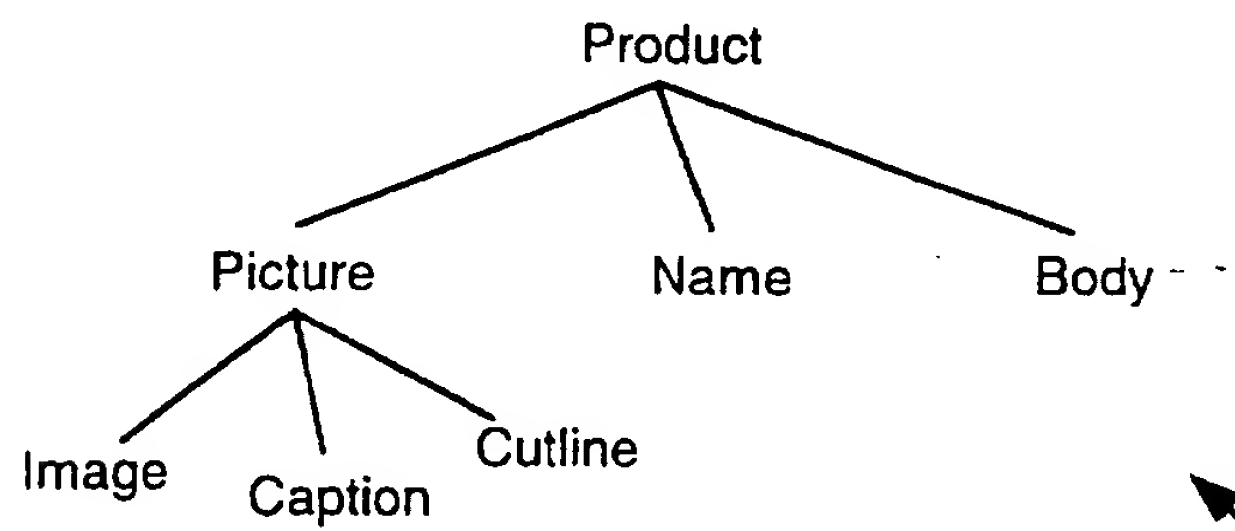 Product
Picture
Name
Body
Image
Caption
Cutline